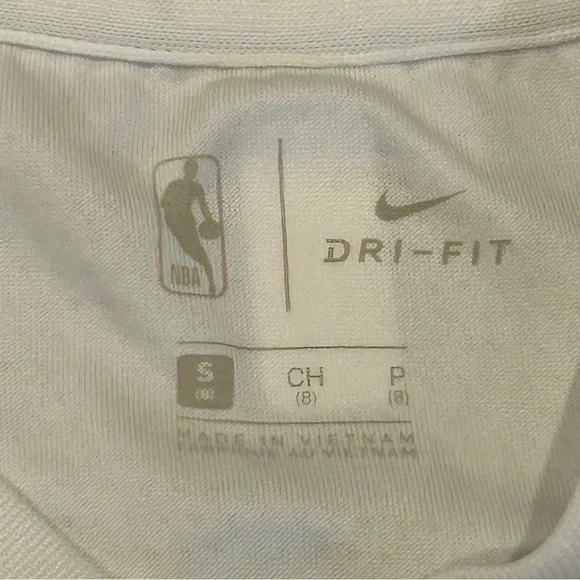 NBA
DRI-FIT
S CH P
(8) (8) (8)
MADE IN VIETNAM
FABRIQUÉ AU VIETNAM